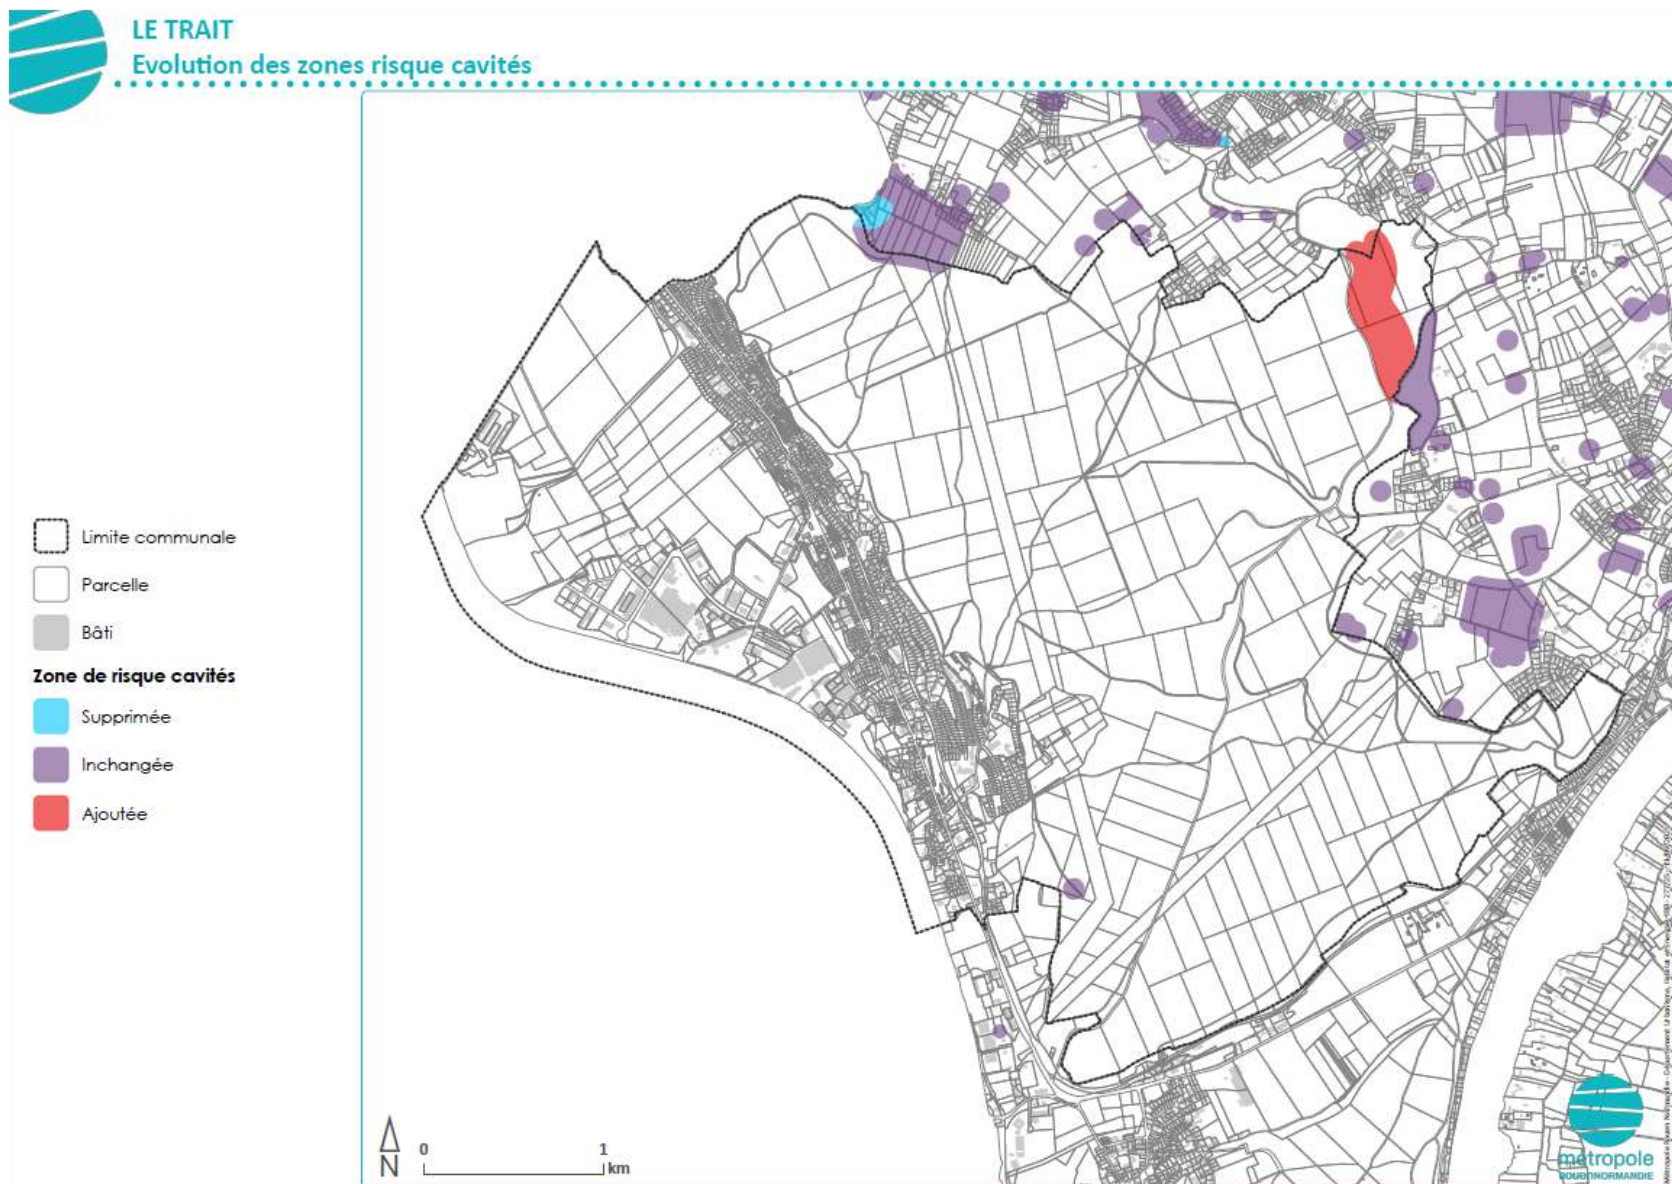 LE TRAIT
Evolution des zones risque cavités
Limite communale
Parcelle
Bâti
Zone de risque cavités
Supprimée
Inchangée
Ajoutée
N
0 1
km
métropole
ROUENNORMANDIE